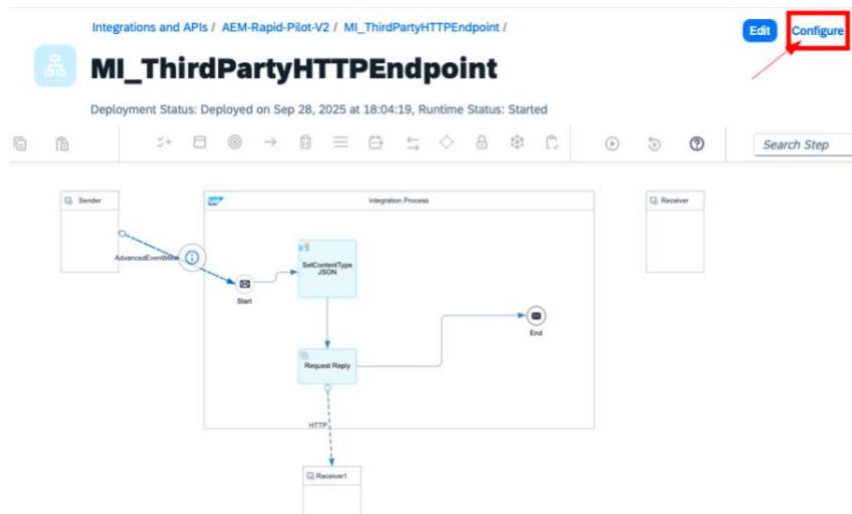 Integrations and APIs / AEM-Rapid-Pilot-V2 / MI_ThirdPartyHTTPEndpoint /
Edit
Configure
MI_ThirdPartyHTTPEndpoint
Deployment Status: Deployed on Sep 28, 2025 at 18:04:19, Runtime Status: Started
Search Step
Sender
SAP
Integration Process
Receiver
SetContentType
JSON
Start
End
Request Reply
HTTP
Receiver1